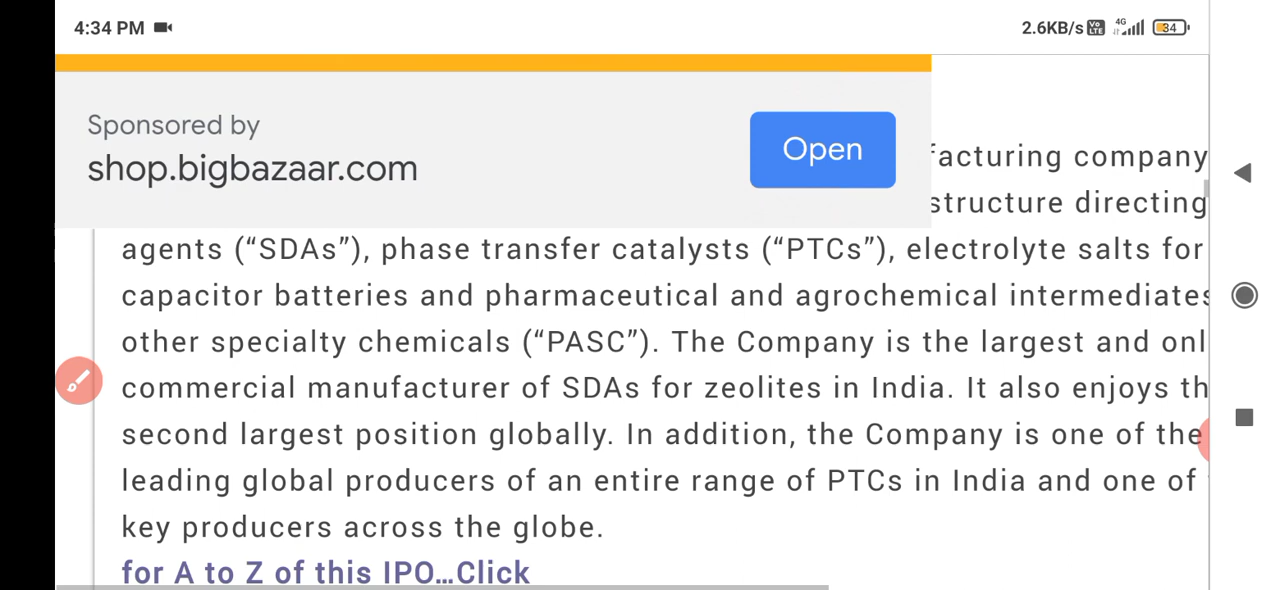 4:34 PM 2.6KB/s Vo LTE 4G 34
Sponsored by
shop.bigbazaar.com
Open
facturing company
structure directing
agents (“SDAs”), phase transfer catalysts (“PTCs”), electrolyte salts for
capacitor batteries and pharmaceutical and agrochemical intermediates
other specialty chemicals (“PASC”). The Company is the largest and onl
commercial manufacturer of SDAs for zeolites in India. It also enjoys th
second largest position globally. In addition, the Company is one of the
leading global producers of an entire range of PTCs in India and one of
key producers across the globe.
for A to Z of this IPO...Click